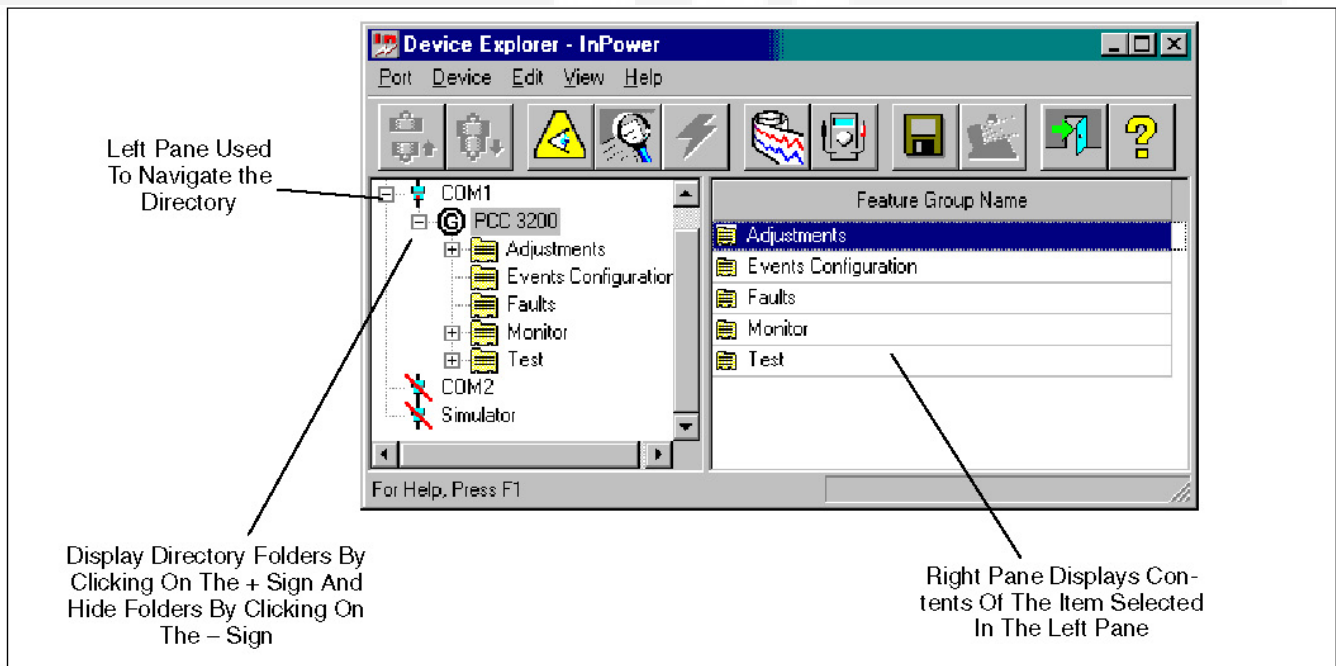 Device Explorer - InPower
Port Device Edit View Help
Left Pane Used
To Navigate the
Directory
COM1
PCC 3200
Adjustments
Events Configuration
Faults
Monitor
Test
COM2
Simulator
Feature Group Name
Adjustments
Events Configuration
Faults
Monitor
Test
For Help, Press F1
Display Directory Folders By
Clicking On The + Sign And
Hide Folders By Clicking On
The – Sign
Right Pane Displays Con-
tents Of The Item Selected
In The Left Pane